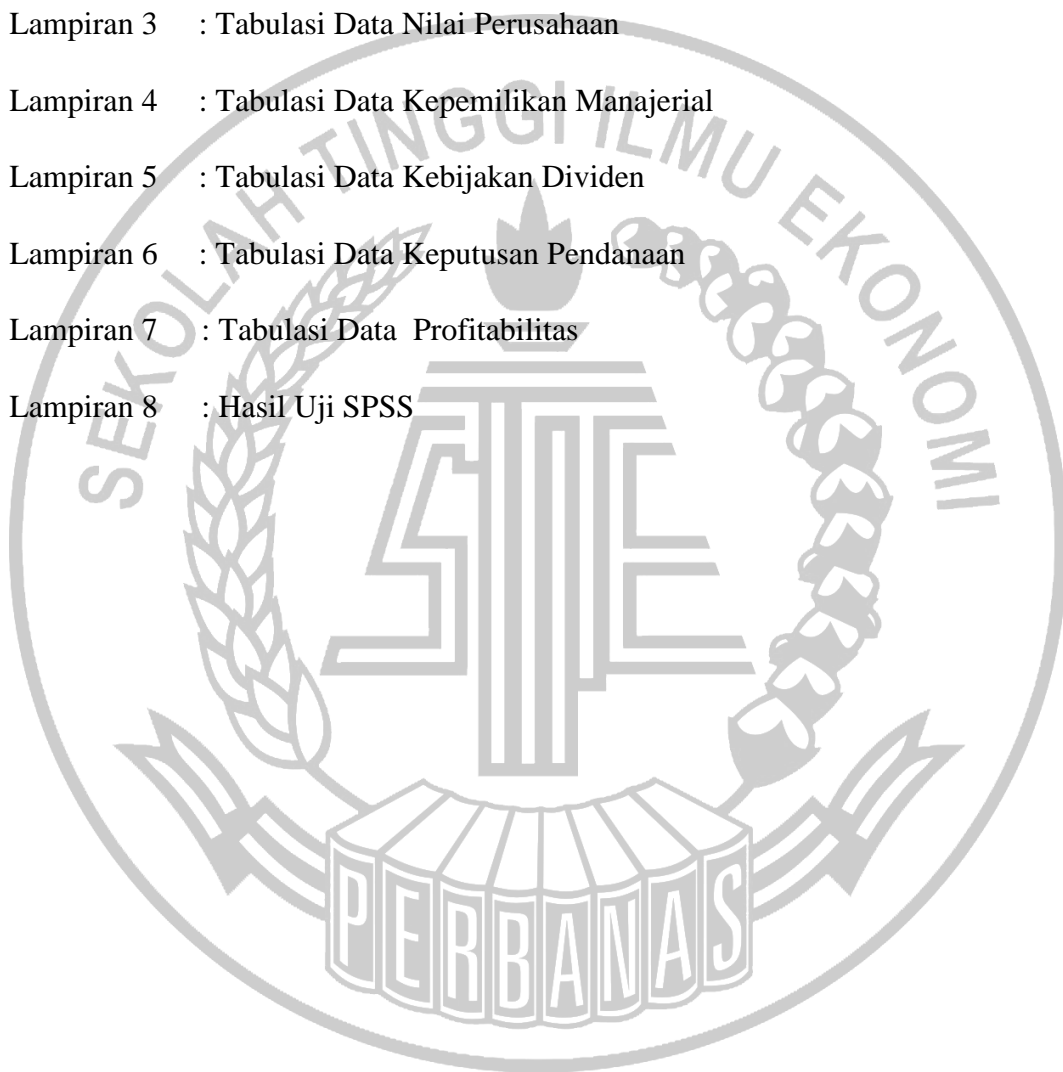 Lampiran 3 : Tabulasi Data Nilai Perusahaan
Lampiran 4 : Tabulasi Data Kepemilikan Manajerial
Lampiran 5 : Tabulasi Data Kebijakan Dividen
Lampiran 6 : Tabulasi Data Keputusan Pendanaan
Lampiran 7 : Tabulasi Data Profitabilitas
Lampiran 8 : Hasil Uji SPSS
SEKOLAH TINGGI ILMU EKONOMI
STIE
PERBANAS